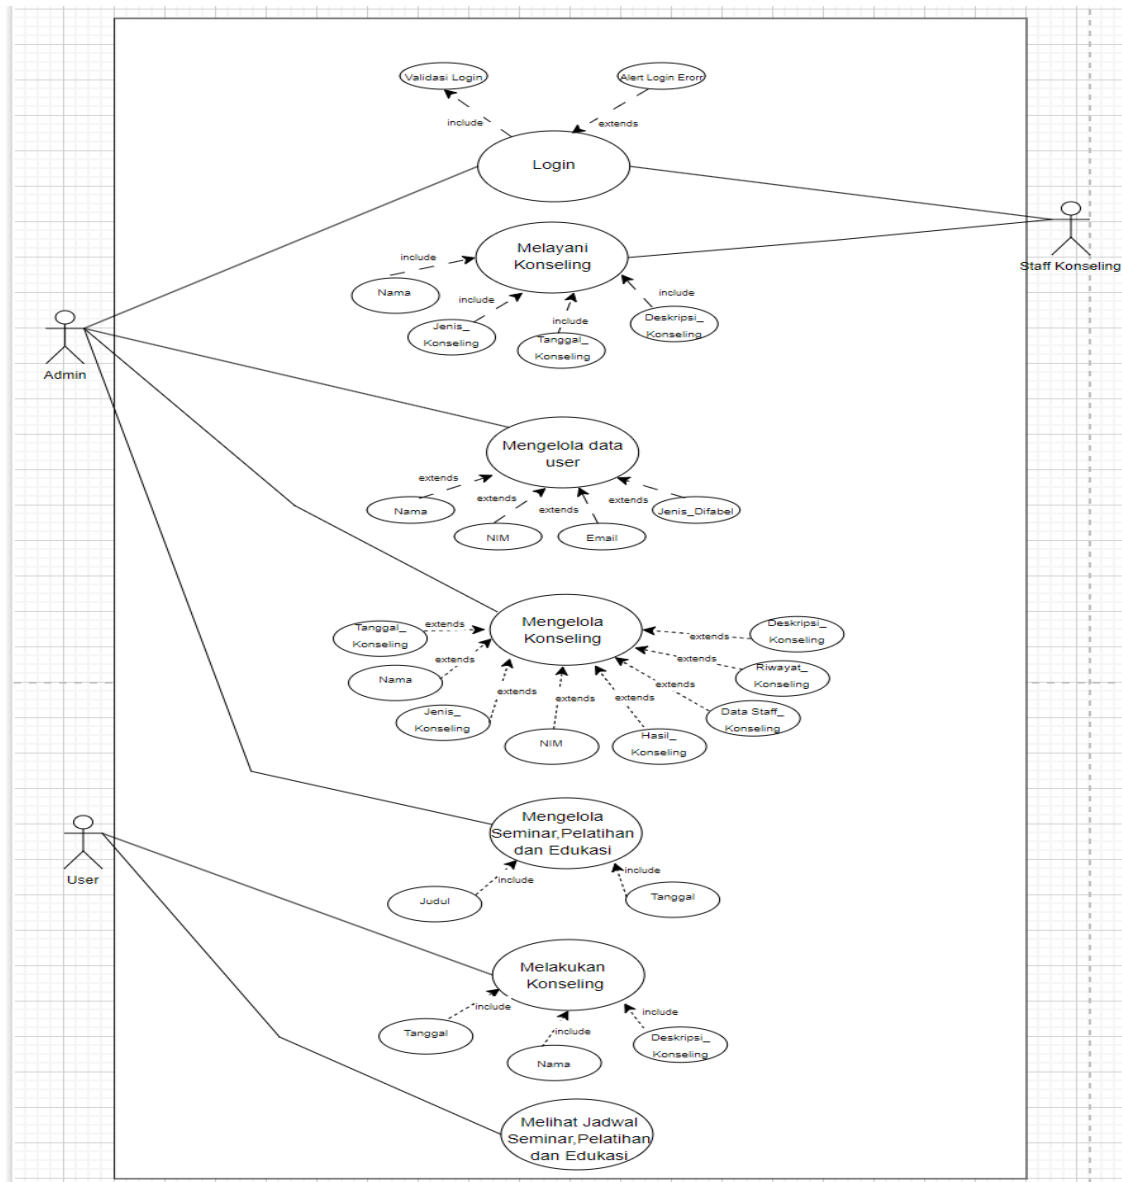 Validasi Login
Alert Login Erorr
include
extends
Login
Staff Konseling
Melayani
Konseling
include
Nama
include
Jenis_
Konseling
include
Tanggal_
Konseling
include
Deskripsi_
Konseling
Admin
Mengelola data
user
extends
Nama
extends
NIM
extends
Email
extends
Jenis_Difabel
Mengelola
Konseling
Tanggal_
Konseling
extends
Nama
extends
Jenis_
Konseling
extends
NIM
extends
Hasil_
Konseling
extends
Data Staff_
Konseling
extends
Riwayat_
Konseling
extends
Deskripsi_
Konseling
extends
Mengelola
Seminar,Pelatihan
dan Edukasi
include
Judul
include
Tanggal
User
Melakukan
Konseling
include
Tanggal
include
Nama
include
Deskripsi_
Konseling
Melihat Jadwal
Seminar,Pelatihan
dan Edukasi